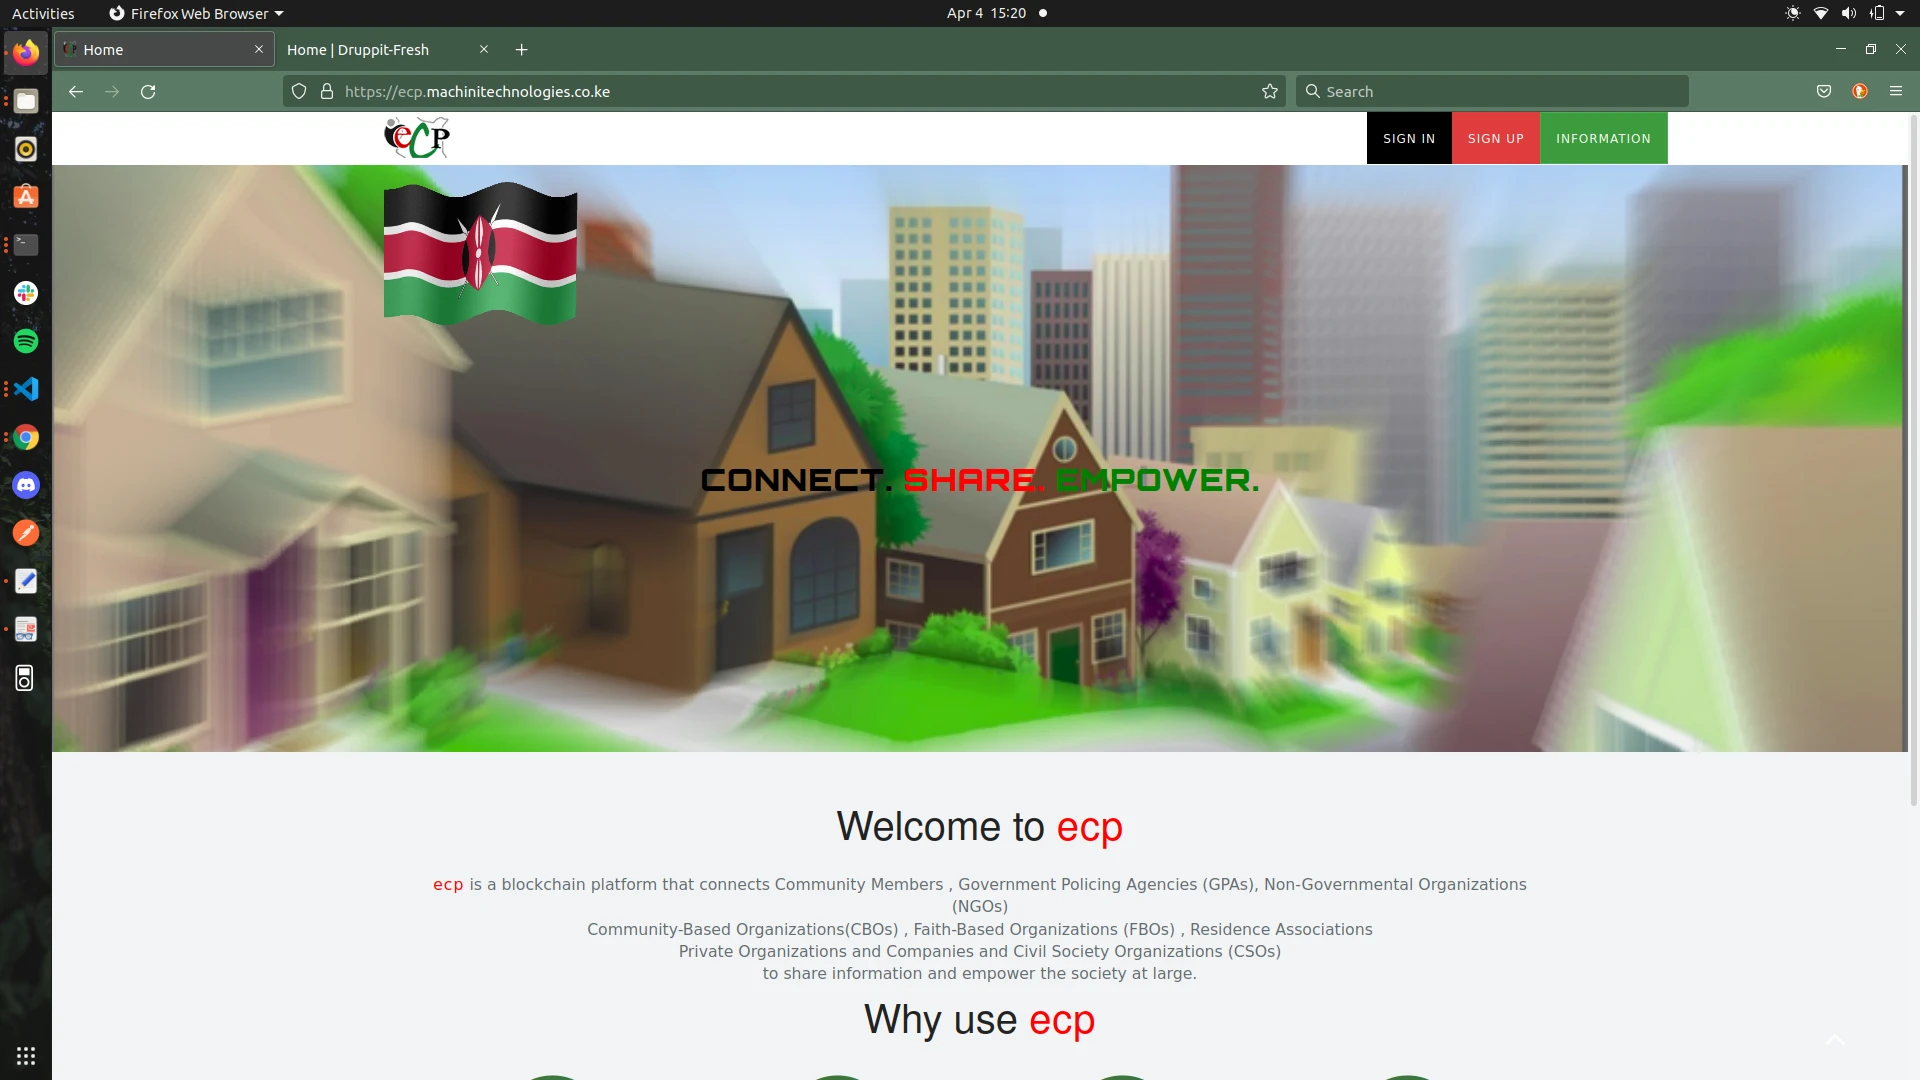 Activities
Firefox Web Browser
Apr 4 15:20
Home
Home | Druppit-Fresh
https://ecp.machinitechnologies.co.ke
Search
eCP
SIGN IN
SIGN UP
INFORMATION
CONNECT. SHARE. EMPOWER.
Welcome to ecp
ecp is a blockchain platform that connects Community Members , Government Policing Agencies (GPAs), Non-Governmental Organizations
(NGOs)
Community-Based Organizations(CBOs) , Faith-Based Organizations (FBOs) , Residence Associations
Private Organizations and Companies and Civil Society Organizations (CSOs)
to share information and empower the society at large.
Why use ecp